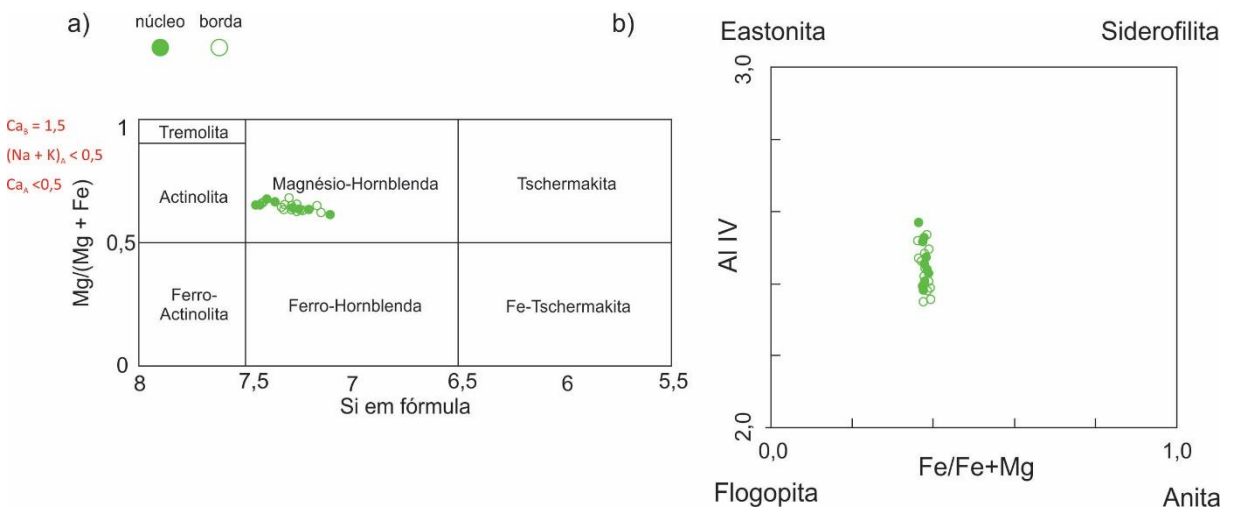 a)
núcleo borda
Ca_B = 1,5
(Na + K)_A < 0,5
Ca_A <0,5
Mg/(Mg + Fe)
1
0,5
0
Tremolita
Actinolita
Magnésio-Hornblenda
Tschermakita
Ferro-
Actinolita
Ferro-Hornblenda
Fe-Tschermakita
8 7,5 7 6,5 6 5,5
Si em fórmula
b)
Eastonita Siderofilita
3,0
Al IV
2,0
0,0 1,0
Fe/Fe+Mg
Flogopita Anita